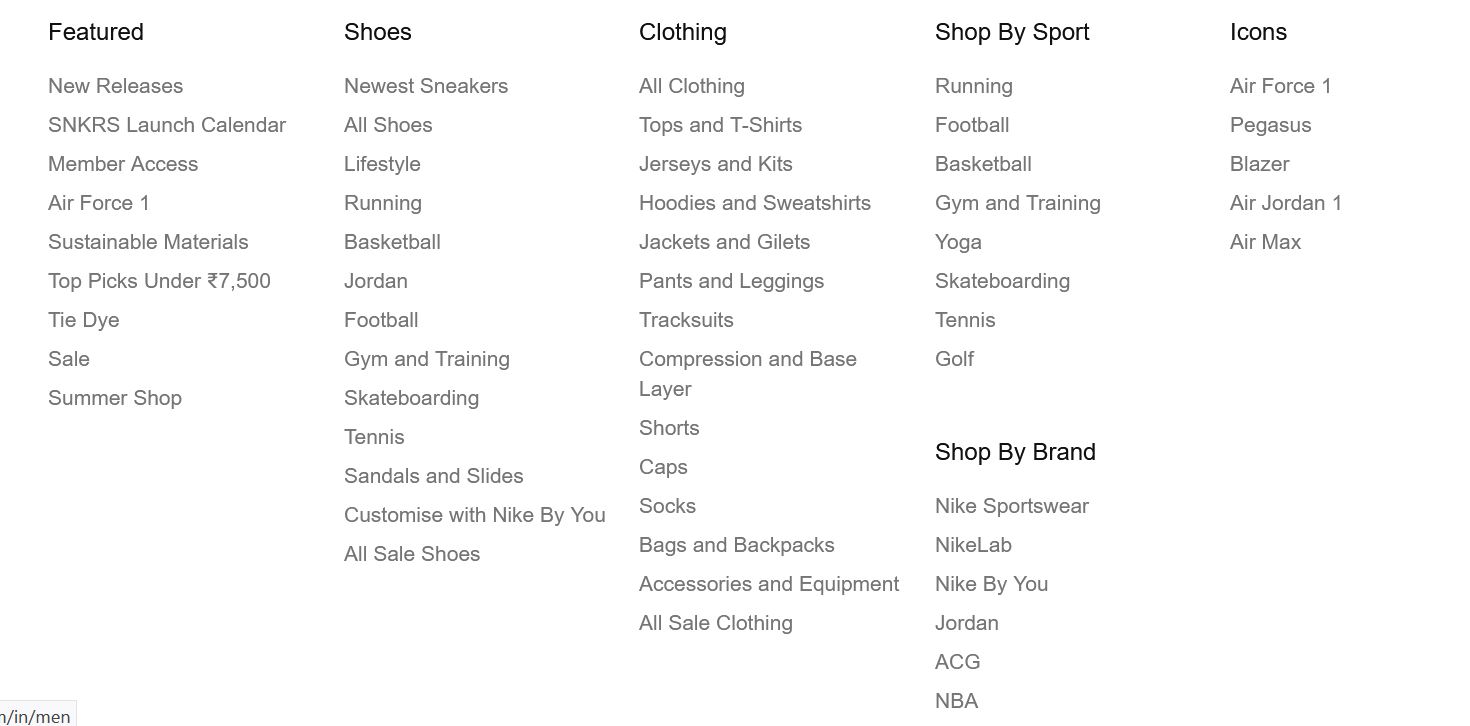 Featured
New Releases
SNKRS Launch Calendar
Member Access
Air Force 1
Sustainable Materials
Top Picks Under ₹7,500
Tie Dye
Sale
Summer Shop
Shoes
Newest Sneakers
All Shoes
Lifestyle
Running
Basketball
Jordan
Football
Gym and Training
Skateboarding
Tennis
Sandals and Slides
Customise with Nike By You
All Sale Shoes
Clothing
All Clothing
Tops and T-Shirts
Jerseys and Kits
Hoodies and Sweatshirts
Jackets and Gilets
Pants and Leggings
Tracksuits
Compression and Base
Layer
Shorts
Caps
Socks
Bags and Backpacks
Accessories and Equipment
All Sale Clothing
Shop By Sport
Running
Football
Basketball
Gym and Training
Yoga
Skateboarding
Tennis
Golf
Shop By Brand
Nike Sportswear
NikeLab
Nike By You
Jordan
ACG
NBA
Icons
Air Force 1
Pegasus
Blazer
Air Jordan 1
Air Max
/in/men